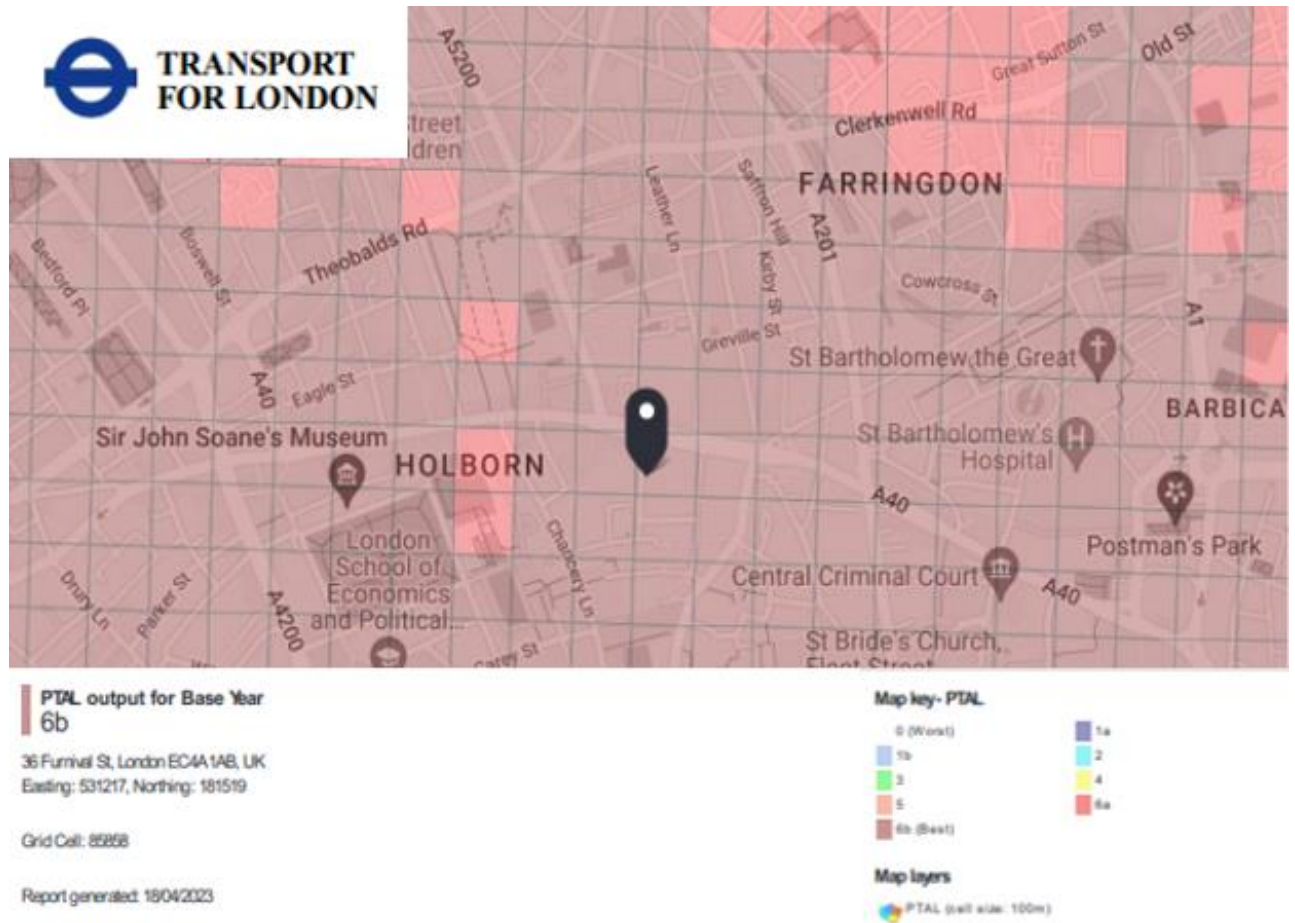 TRANSPORT
FOR LONDON
A5200
Great Sutton St
Old St
Clerkenwell Rd
Leather Ln
Saffron Hill
FARRINGDON
A201
Theobalds Rd
Boswell St
Bedford Pl
Kirby St
Cowcross St
A1
Greville St
St Bartholomew the Great
A40
Eagle St
BARBICA
Sir John Soane's Museum
HOLBORN
St Bartholomew's
Hospital
A40
Postman's Park
London
School of
Economics
and Political...
Chancery Ln
Central Criminal Court
A40
Drury Ln
Parker St
A4200
Carey St
St Bride's Church,
Fleet Street
PTAL output for Base Year
6b
36 Furnival St, London EC4A 1AB, UK
Easting: 531217, Northing: 181519
Grid Cell: 85858
Report generated: 18/04/2023
Map key- PTAL
0 (Worst)
1a
1b
2
3
4
5
6a
6b (Best)
Map layers
PTAL (cell size: 100m)